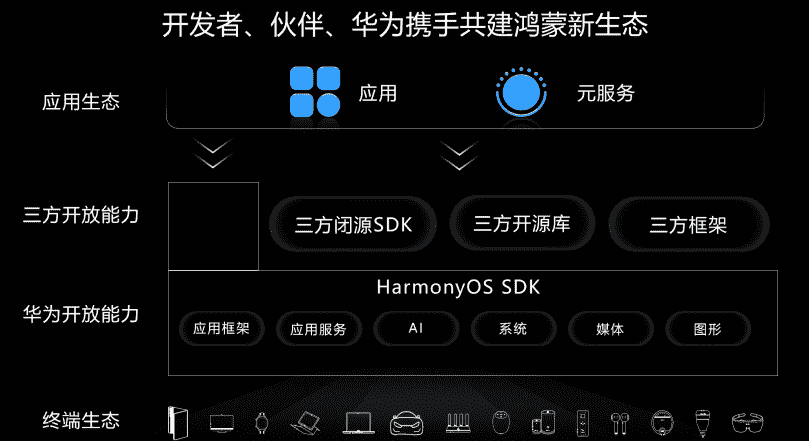 开发者、伙伴、华为携手共建鸿蒙新生态
应用生态
应用
元服务
三方开放能力
三方闭源SDK
三方开源库
三方框架
华为开放能力
HarmonyOS SDK
应用框架
应用服务
AI
系统
媒体
图形
终端生态